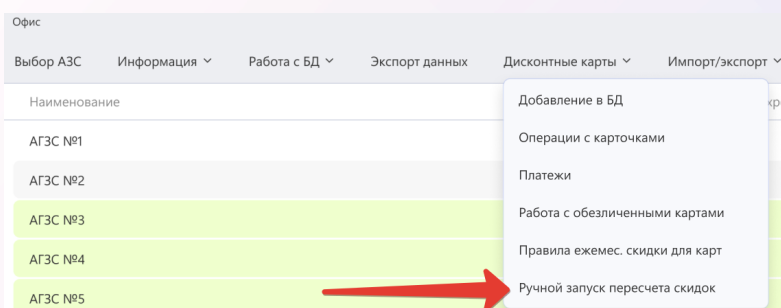 Офис
Выбор АЗС Информация Работа с БД Экспорт данных Дисконтные карты Импорт/экспорт
Наименование
Добавление в БД
АГЗС №1
Операции с карточками
АГЗС №2
Платежи
АГЗС №3
Работа с обезличенными картами
АГЗС №4
Правила ежемес. скидки для карт
АГЗС №5
Ручной запуск пересчета скидок